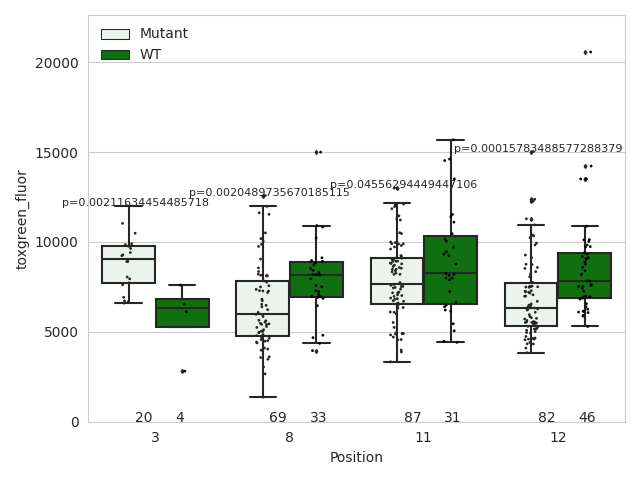 Mutant
WT
20000
15000
10000
5000
0
toxgreen_fluor
p=0.00211634454485718
p=0.0020489735670185115
p=0.04556294449447106
p=0.00015783488577288379
20 4 69 33 87 31 82 46
3 8 11 12
Position